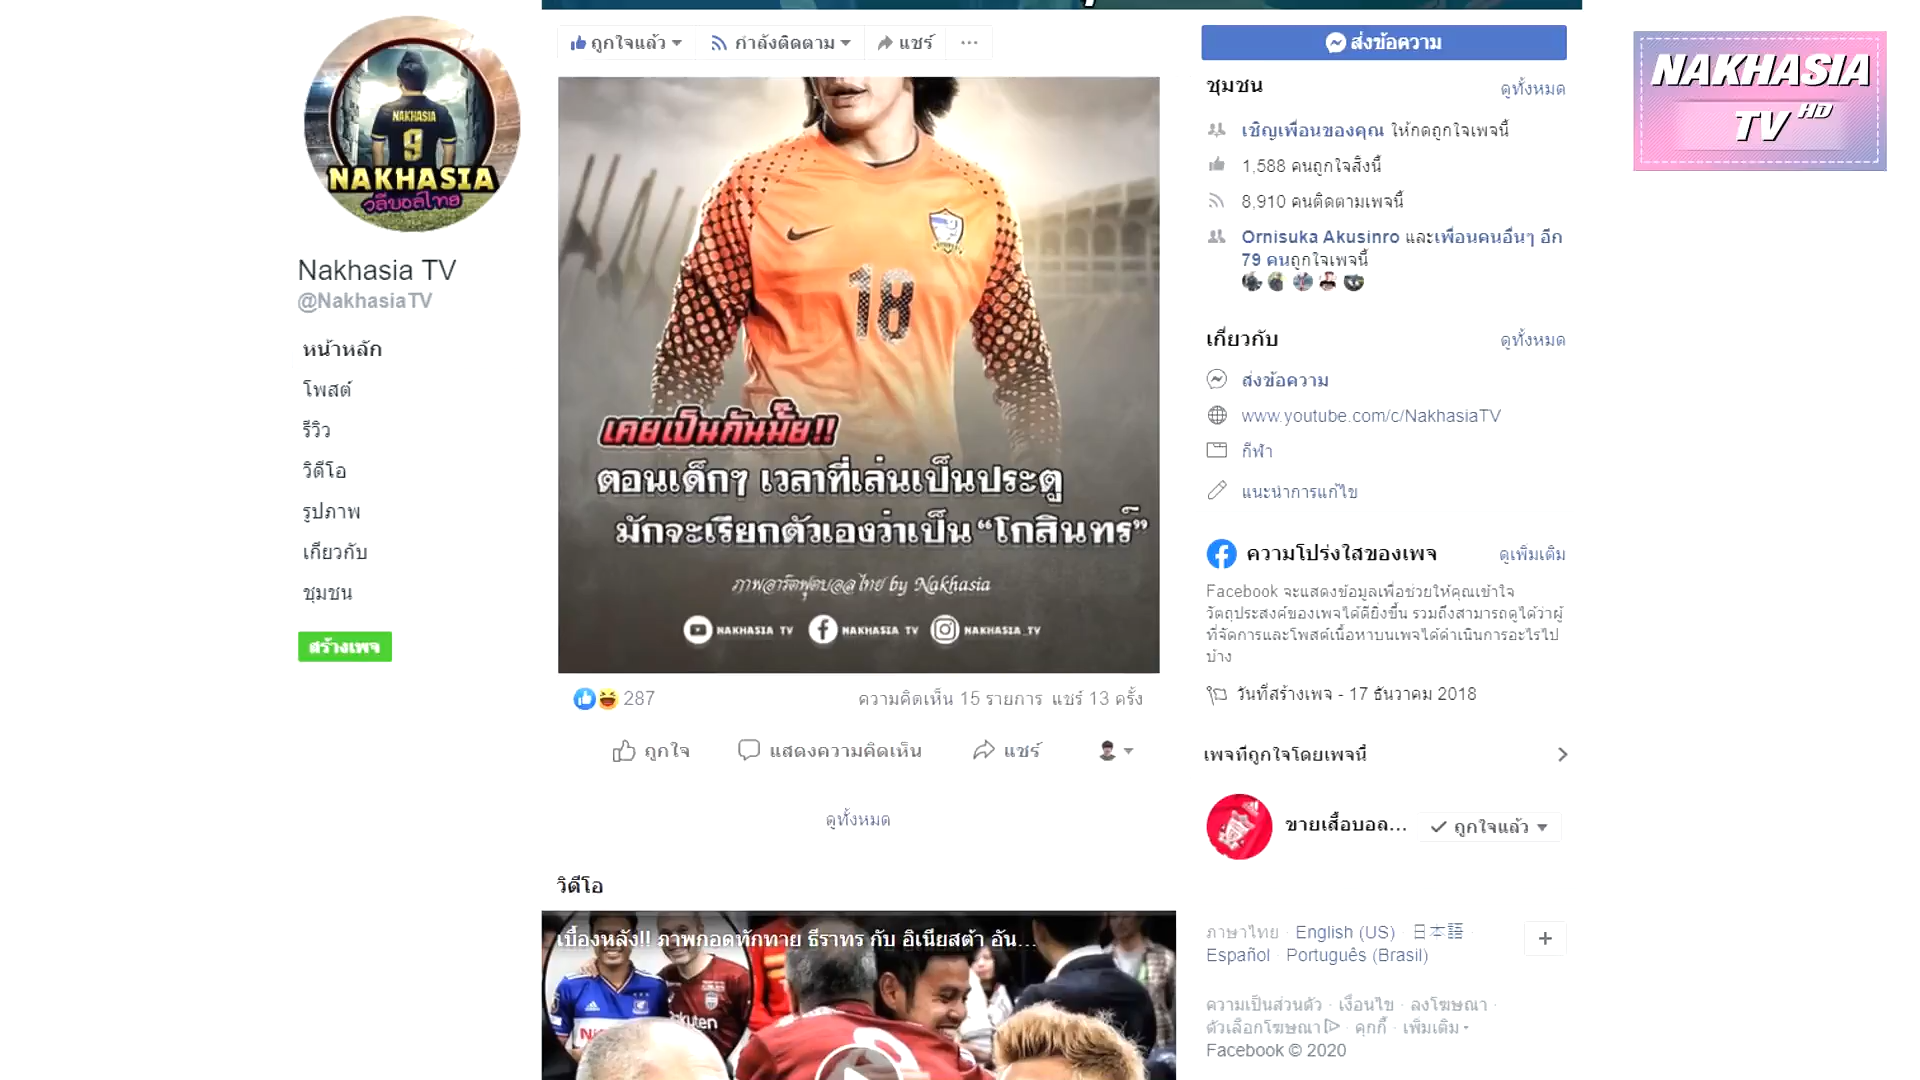 NAKHASIA
9
NAKHASIA
วลีบอลไทย
Nakhasia TV
@NakhasiaTV
หน้าหลัก
โพสต์
รีวิว
วิดีโอ
รูปภาพ
เกี่ยวกับ
ชุมชน
สร้างเพจ
ถูกใจแล้ว กำลังติดตาม แชร์ ...
18
เคยเป็นกันมั๊ย!!
ตอนเด็กๆ เวลาที่เล่นเป็นประตู
มักจะเรียกตัวเองว่าเป็น “โกสินทร์”
ภาพอาร์ตฟุตบอลไทย by Nakhasia
NAKHASIA TV NAKHASIA TV NAKHASIA_TV
287 ความคิดเห็น 15 รายการ แชร์ 13 ครั้ง
ถูกใจ แสดงความคิดเห็น แชร์
ดูทั้งหมด
วิดีโอ
เบื้องหลัง!! ภาพกอดทักทาย ธีราทร กับ อิเนียสต้า อัน...
ส่งข้อความ
ชุมชน ดูทั้งหมด
เชิญเพื่อนของคุณ ให้กดถูกใจเพจนี้
1,588 คนถูกใจสิ่งนี้
8,910 คนติดตามเพจนี้
Ornisuka Akusinro และเพื่อนคนอื่นๆ อีก
79 คนถูกใจเพจนี้
เกี่ยวกับ ดูทั้งหมด
ส่งข้อความ
www.youtube.com/c/NakhasiaTV
กีฬา
แนะนำการแก้ไข
ความโปร่งใสของเพจ ดูเพิ่มเติม
Facebook จะแสดงข้อมูลเพื่อช่วยให้คุณเข้าใจ
วัตถุประสงค์ของเพจได้ดียิ่งขึ้น รวมถึงสามารถดูได้ว่าผู้
ที่จัดการและโพสต์เนื้อหาบนเพจได้ดำเนินการอะไรไป
บ้าง
วันที่สร้างเพจ - 17 ธันวาคม 2018
เพจที่ถูกใจโดยเพจนี้
ขายเสื้อบอล... ถูกใจแล้ว
ภาษาไทย · English (US) · 日本語 ·
Español · Português (Brasil)
ความเป็นส่วนตัว · เงื่อนไข · ลงโฆษณา ·
ตัวเลือกโฆษณา · คุกกี้ · เพิ่มเติม
Facebook © 2020
NAKHASIA
TV HD